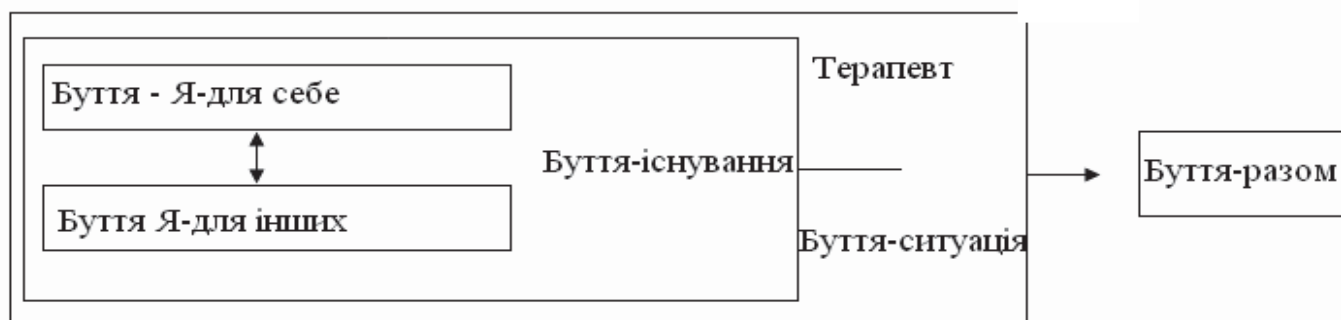 Буття - Я-для себе
Терапевт
Буття-існування
Буття-разом
Буття Я-для інших
Буття-ситуація